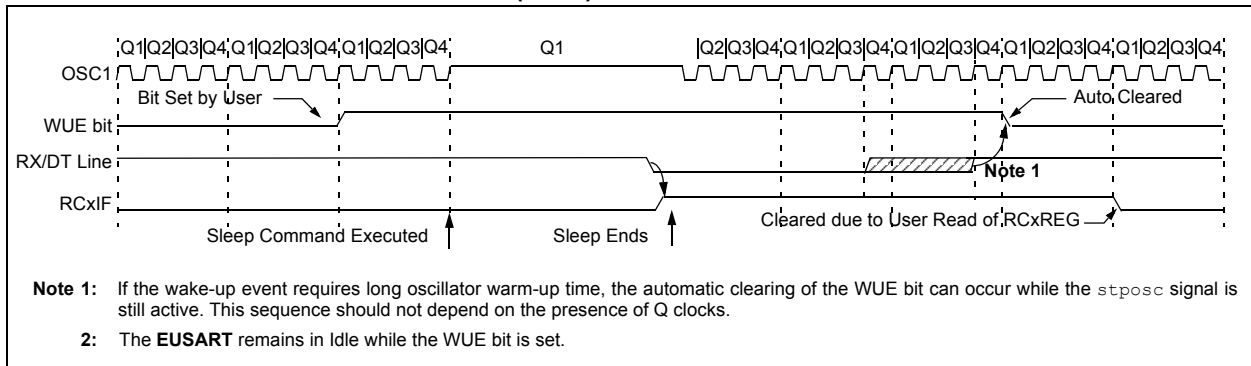 Q1 Q2 Q3 Q4 Q1 Q2 Q3 Q4 Q1 Q2 Q3 Q4 Q1 Q2 Q3 Q4 Q1 Q2 Q3 Q4 Q1 Q2 Q3 Q4 Q1 Q2 Q3 Q4 Q1 Q2 Q3 Q4
OSC1
Bit Set by User
Auto Cleared
WUE bit
RX/DT Line
Note 1
RCxIF
Cleared due to User Read of RCxREG
Sleep Command Executed
Sleep Ends
Note 1: If the wake-up event requires long oscillator warm-up time, the automatic clearing of the WUE bit can occur while the stposc signal is
still active. This sequence should not depend on the presence of Q clocks.
2: The EUSART remains in Idle while the WUE bit is set.